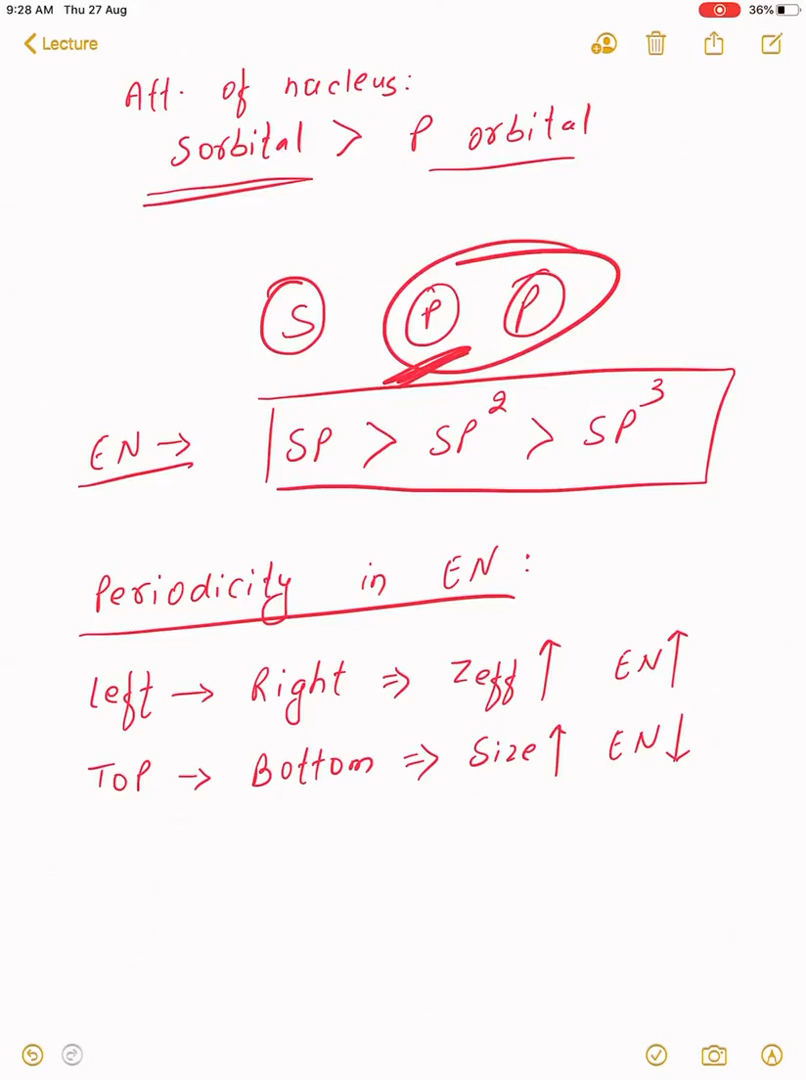 9:28 AM Thu 27 Aug 36%
Lecture
Att. of nucleus:
S orbital > P orbital
S P P
EN → SP > SP² > SP³
Periodicity in EN:
Left → Right ⇒ Zeff ↑ EN ↑
Top → Bottom ⇒ Size ↑ EN ↓